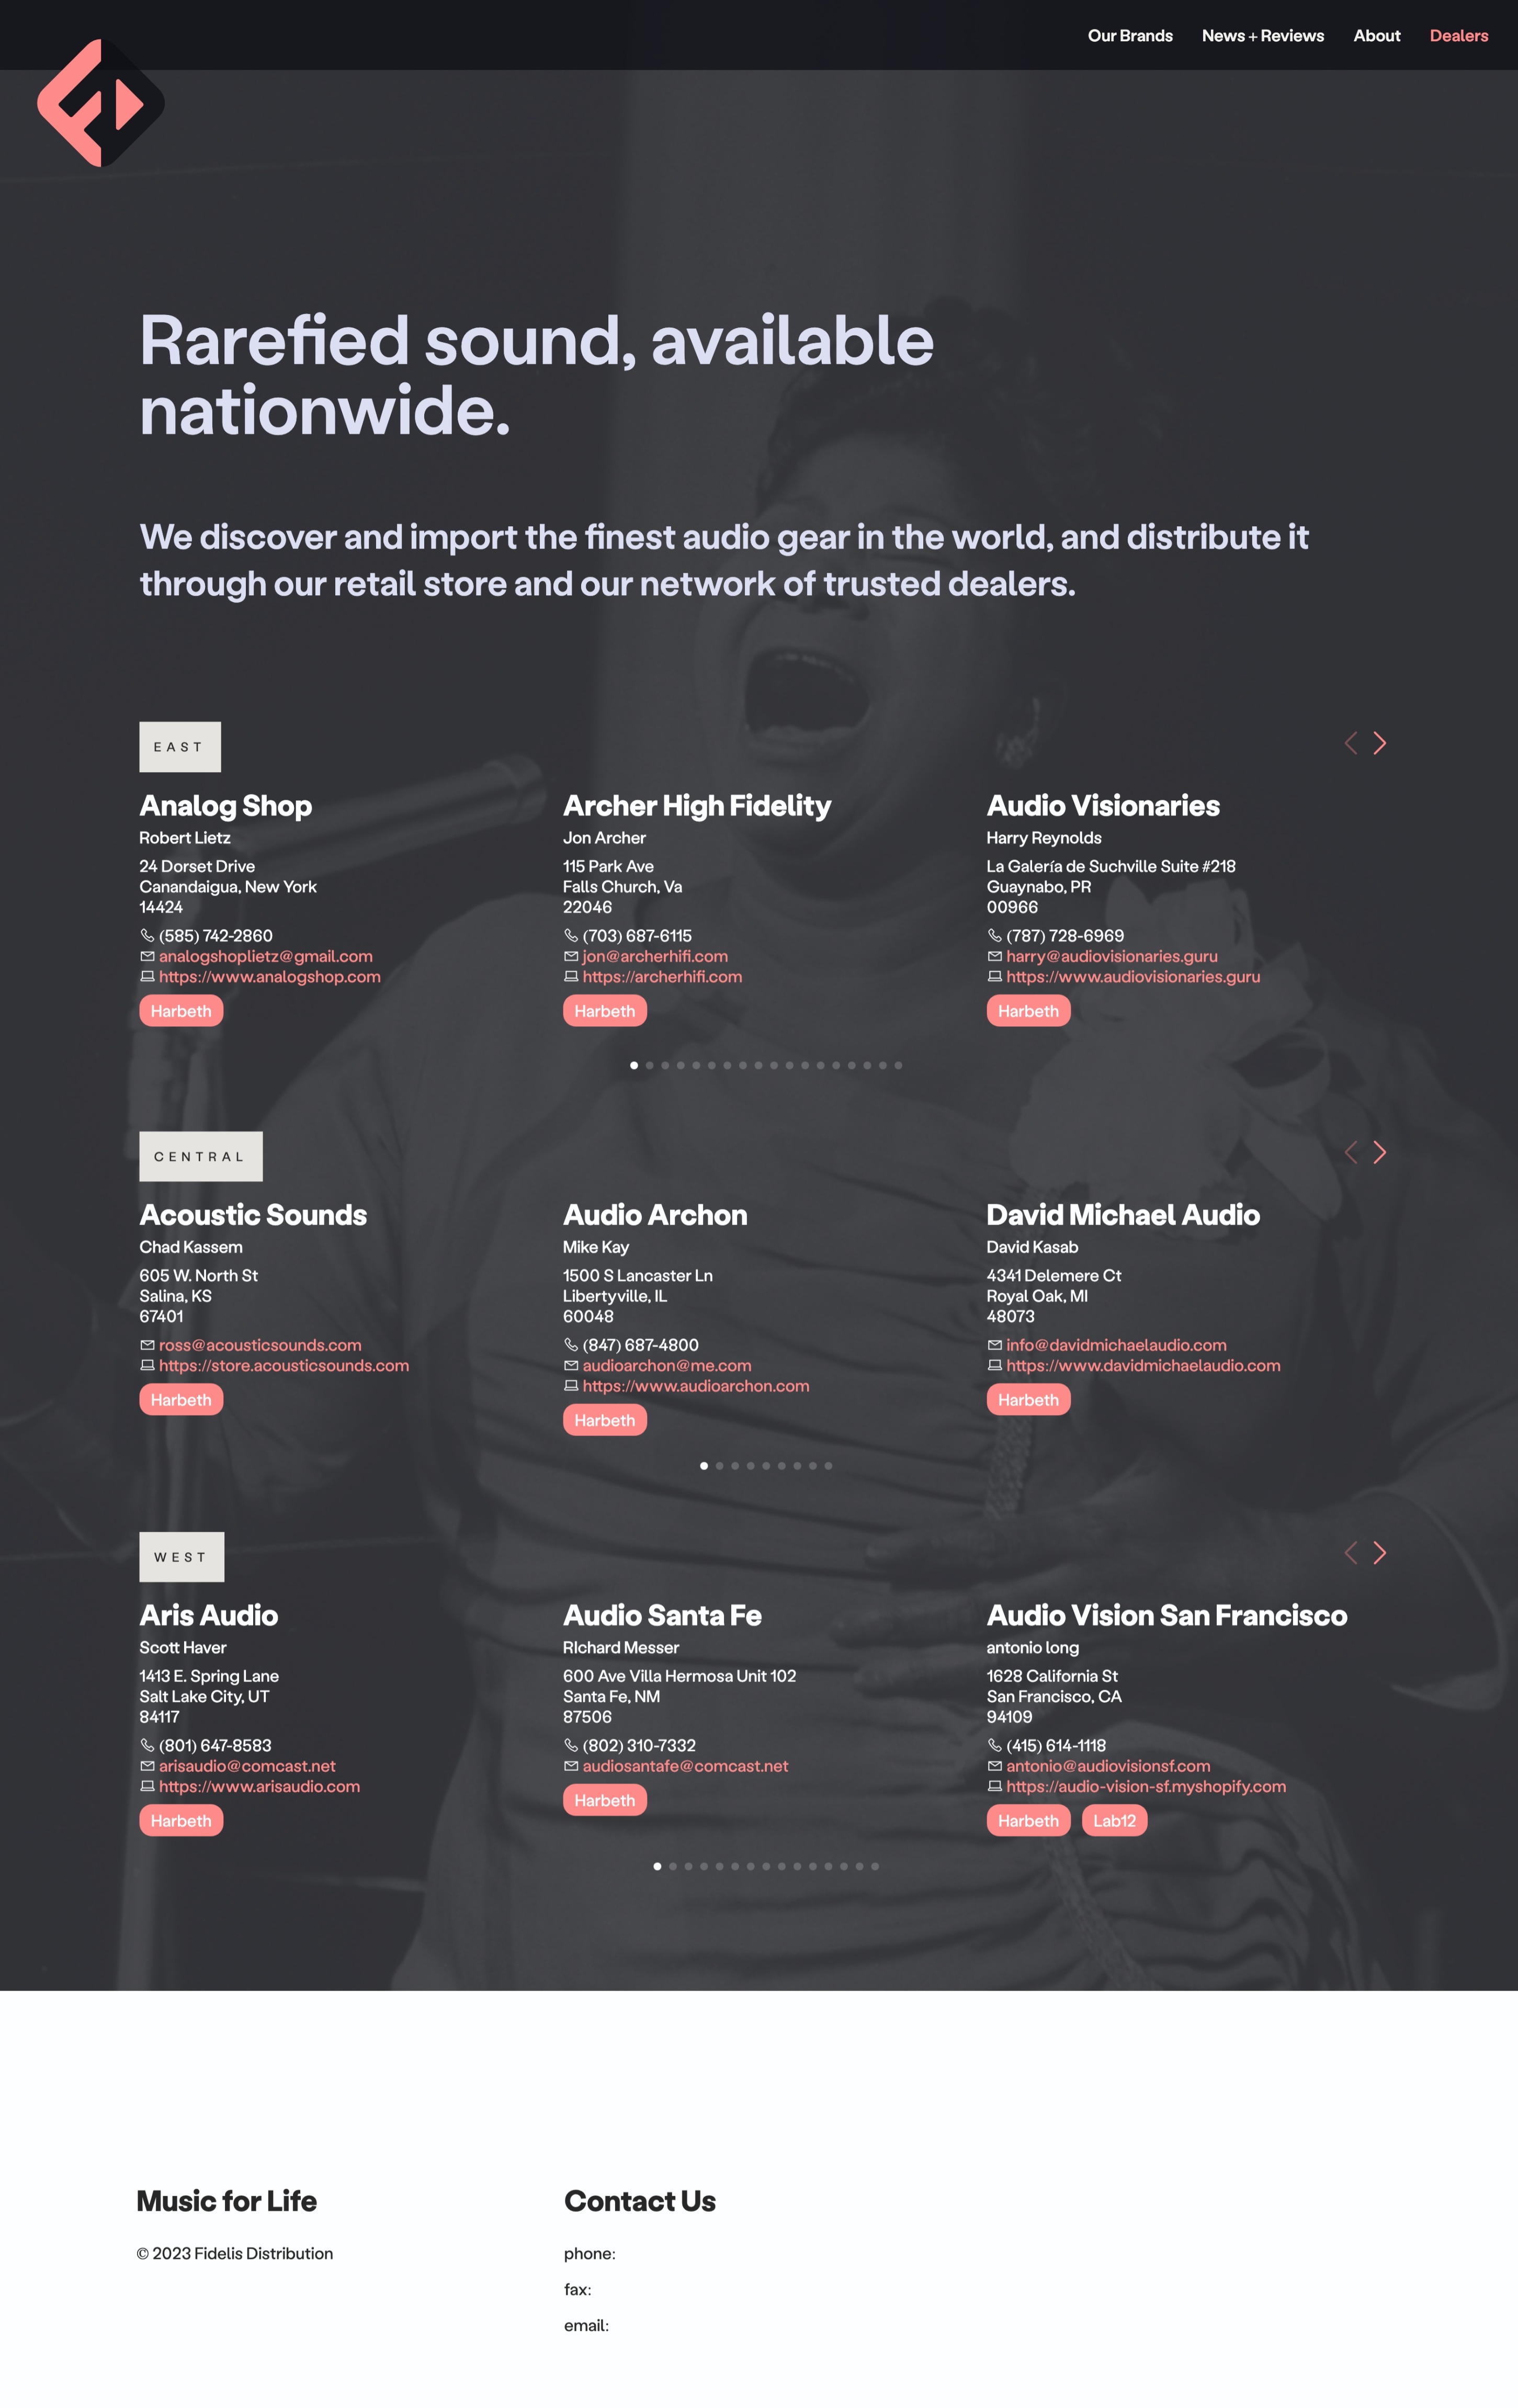 Our Brands News + Reviews About Dealers
Rarefied sound, available
nationwide.
We discover and import the finest audio gear in the world, and distribute it
through our retail store and our network of trusted dealers.
EAST
Analog Shop
Robert Lietz
24 Dorset Drive
Canandaigua, New York
14424
(585) 742-2860
analogshoplietz@gmail.com
https://www.analogshop.com
Harbeth
Archer High Fidelity
Jon Archer
115 Park Ave
Falls Church, Va
22046
(703) 687-6115
jon@archerhifi.com
https://archerhifi.com
Harbeth
Audio Visionaries
Harry Reynolds
La Galería de Suchville Suite #218
Guaynabo, PR
00966
(787) 728-6969
harry@audiovisionaries.guru
https://www.audiovisionaries.guru
Harbeth
CENTRAL
Acoustic Sounds
Chad Kassem
605 W. North St
Salina, KS
67401
ross@acousticsounds.com
https://store.acousticsounds.com
Harbeth
Audio Archon
Mike Kay
1500 S Lancaster Ln
Libertyville, IL
60048
(847) 687-4800
audioarchon@me.com
https://www.audioarchon.com
Harbeth
David Michael Audio
David Kasab
4341 Delemere Ct
Royal Oak, MI
48073
info@davidmichaelaudio.com
https://www.davidmichaelaudio.com
Harbeth
WEST
Aris Audio
Scott Haver
1413 E. Spring Lane
Salt Lake City, UT
84117
(801) 647-8583
arisaudio@comcast.net
https://www.arisaudio.com
Harbeth
Audio Santa Fe
RIchard Messer
600 Ave Villa Hermosa Unit 102
Santa Fe, NM
87506
(802) 310-7332
audiosantafe@comcast.net
Harbeth
Audio Vision San Francisco
antonio long
1628 California St
San Francisco, CA
94109
(415) 614-1118
antonio@audiovisionsf.com
https://audio-vision-sf.myshopify.com
Harbeth Lab12
Music for Life
© 2023 Fidelis Distribution
Contact Us
phone:
fax:
email: